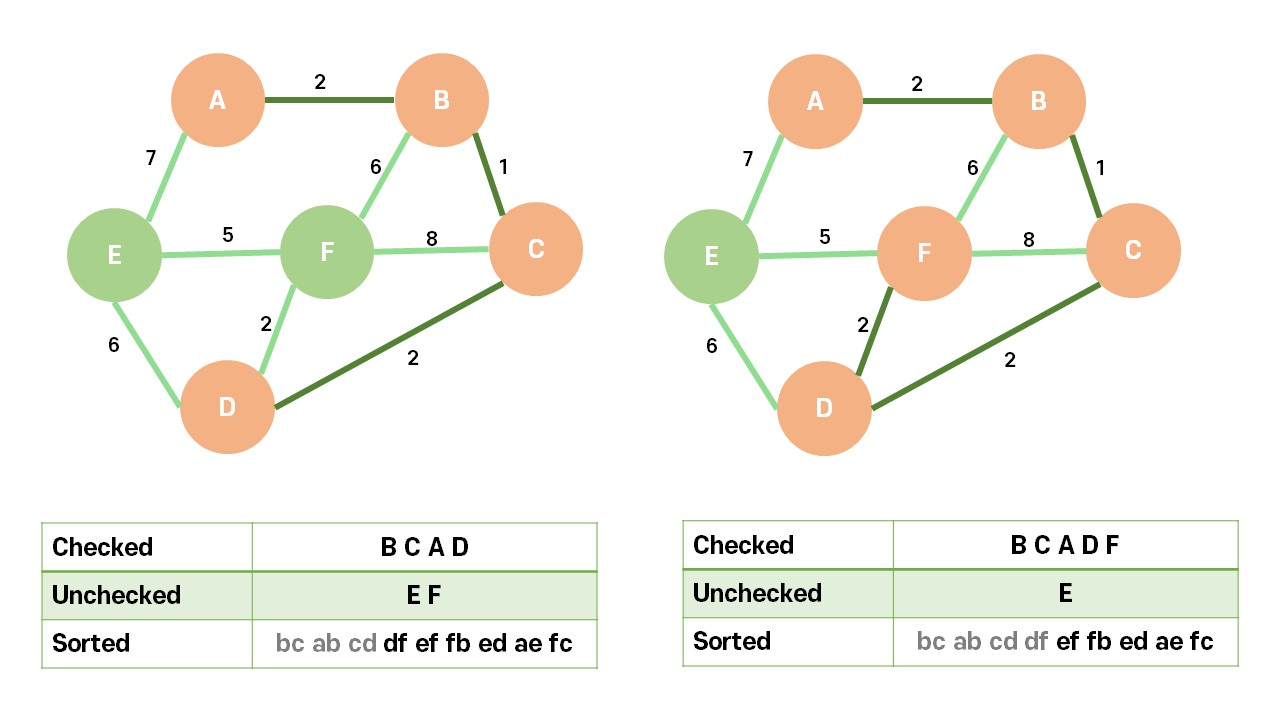 2
A
B
7
6
1
E
5
F
8
C
6
2
2
D
Checked B C A D
Unchecked E F
Sorted bc ab cd df ef fb ed ae fc
2
A
B
7
6
1
E
5
F
8
C
6
2
2
D
Checked B C A D F
Unchecked E
Sorted bc ab cd df ef fb ed ae fc